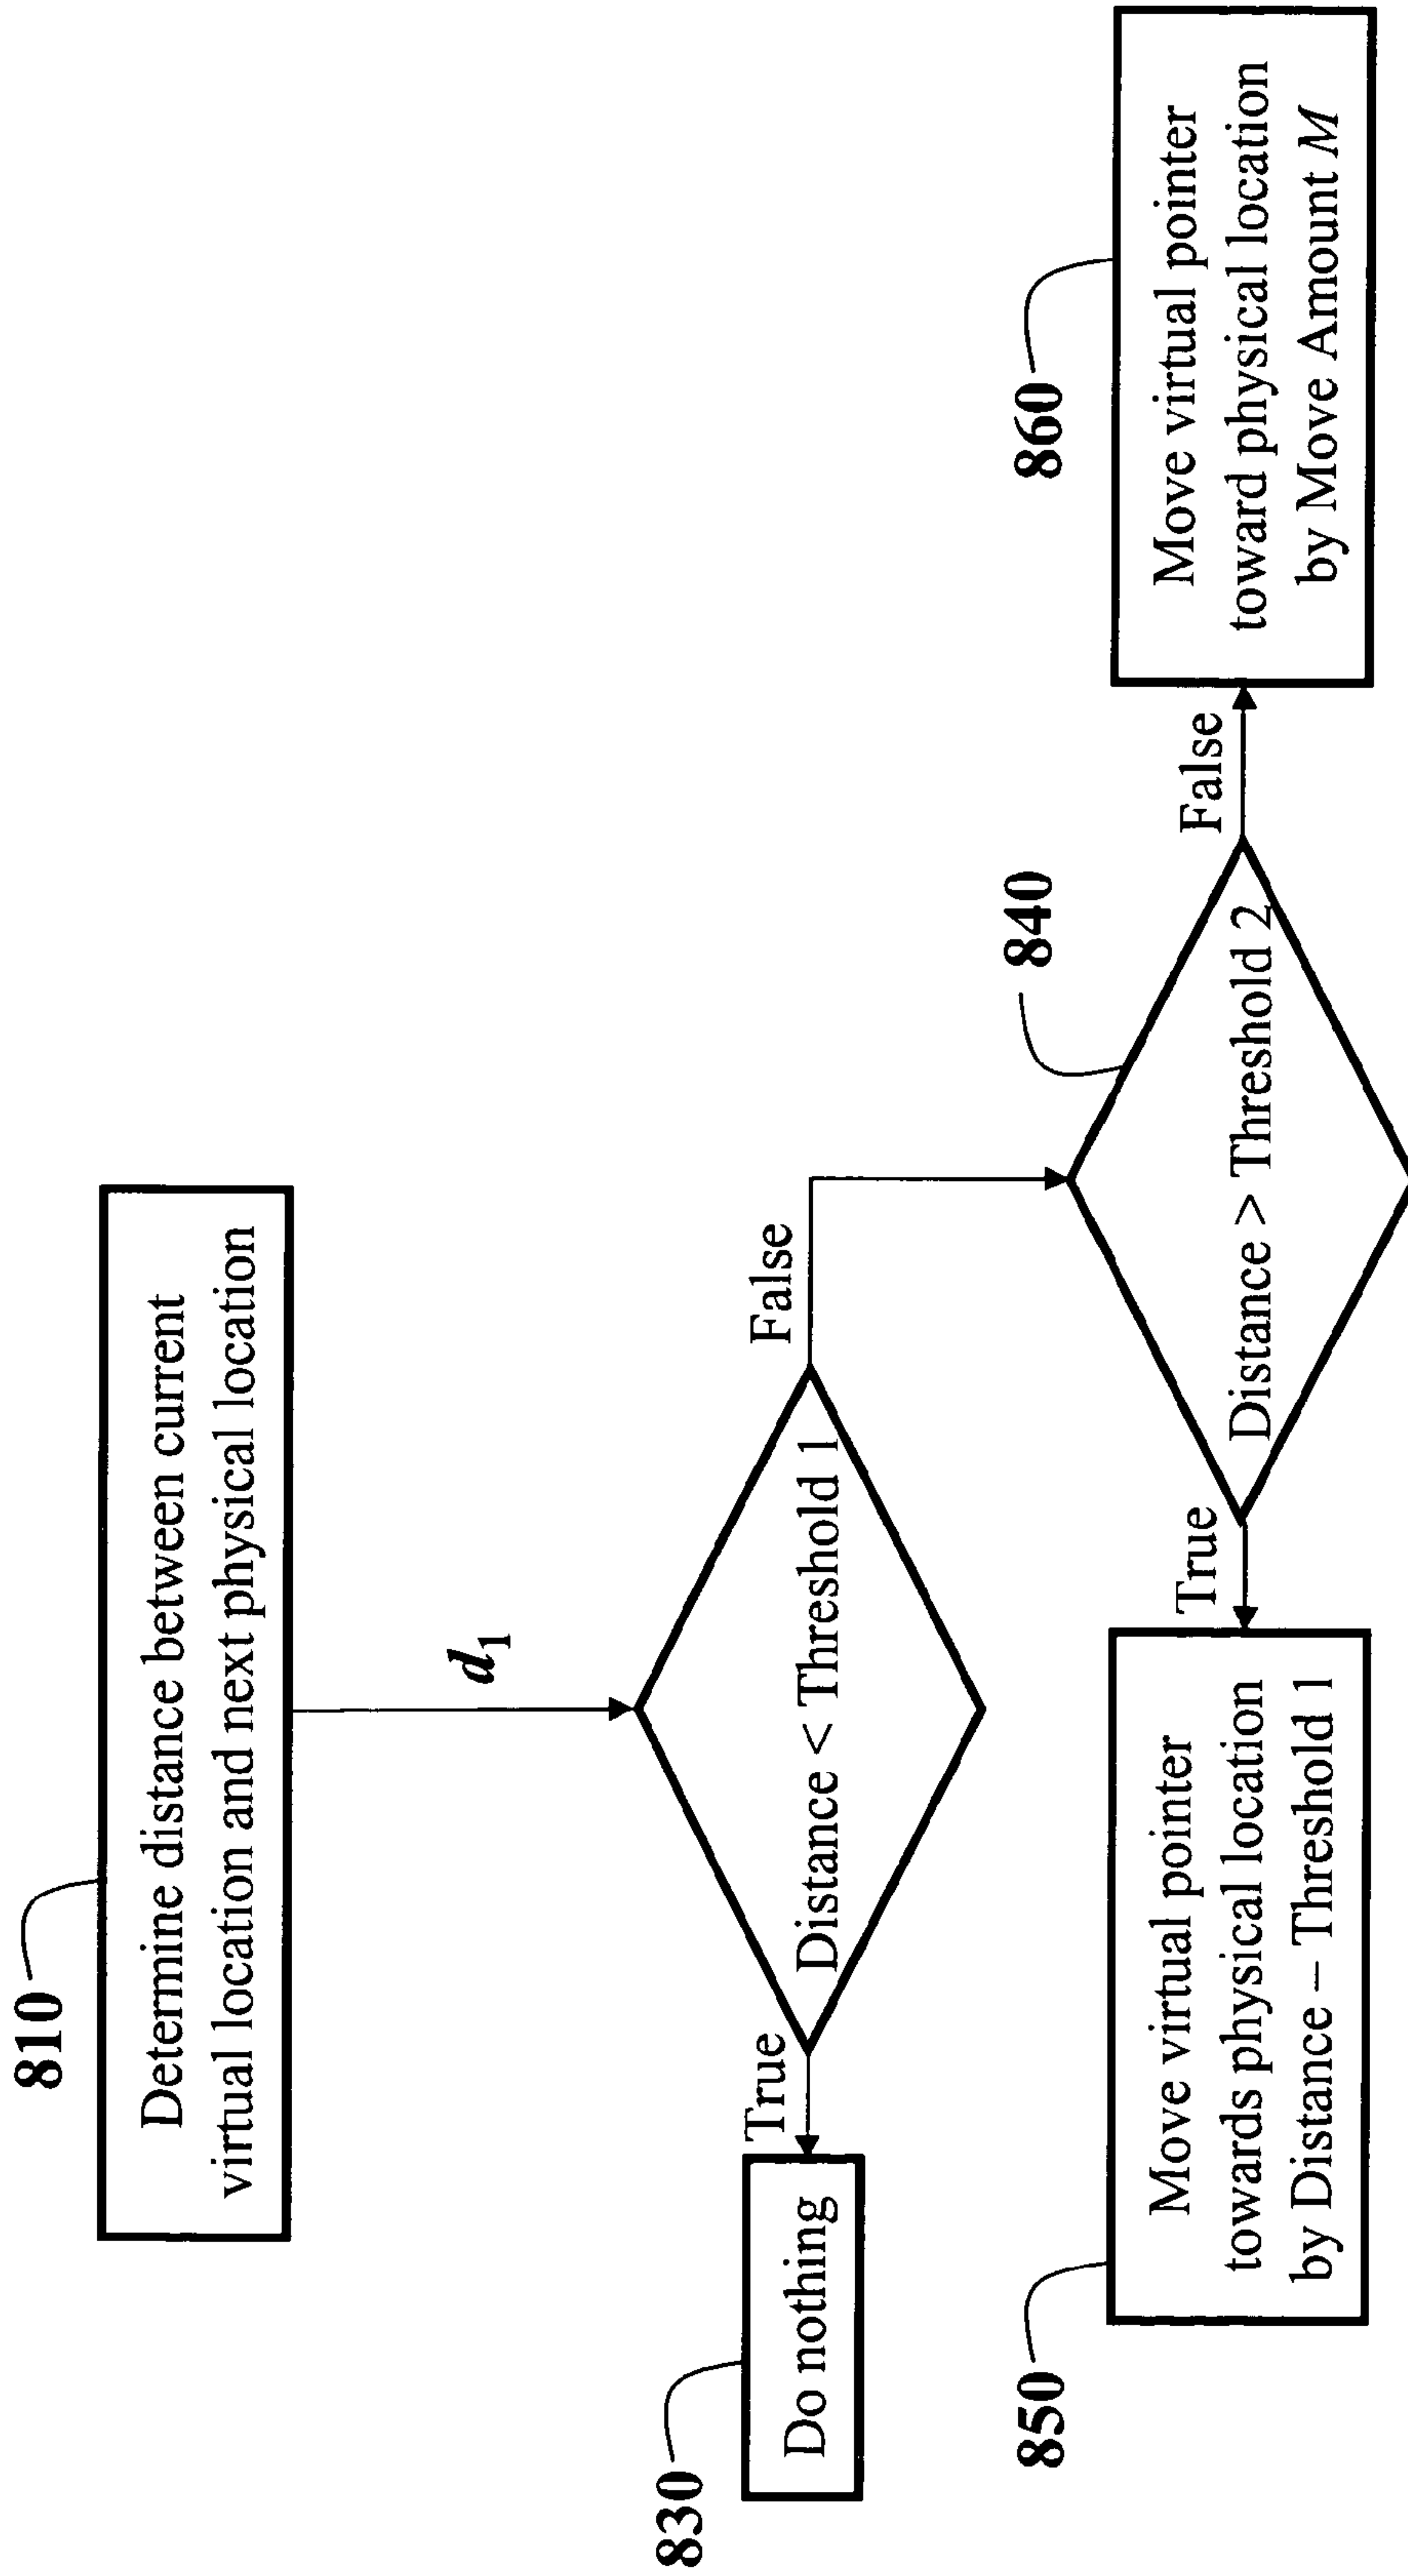 810
Determine distance between current
virtual location and next physical location
d1
Distance < Threshold 1
True
False
830
Do nothing
840
Distance > Threshold 2
True
False
850
Move virtual pointer
towards physical location
by Distance – Threshold 1
860
Move virtual pointer
toward physical location
by Move Amount M